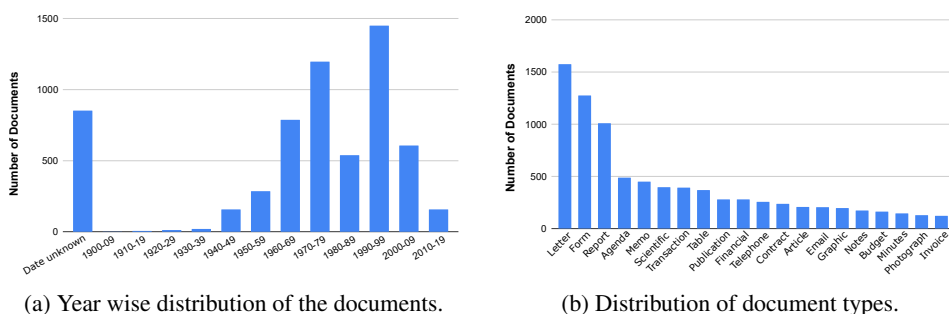 1500
1000
500
0
Number of Documents
Date unknown
1900-09
1910-19
1920-29
1930-39
1940-49
1950-59
1960-69
1970-79
1980-89
1990-99
2000-09
2010-19
(a) Year wise distribution of the documents.
2000
1500
1000
500
0
Number of Documents
Letter
Form
Report
Agenda
Memo
Scientific
Transaction
Table
Publication
Financial
Telephone
Contract
Article
Email
Graphic
Notes
Budget
Minutes
Photograph
Invoice
(b) Distribution of document types.